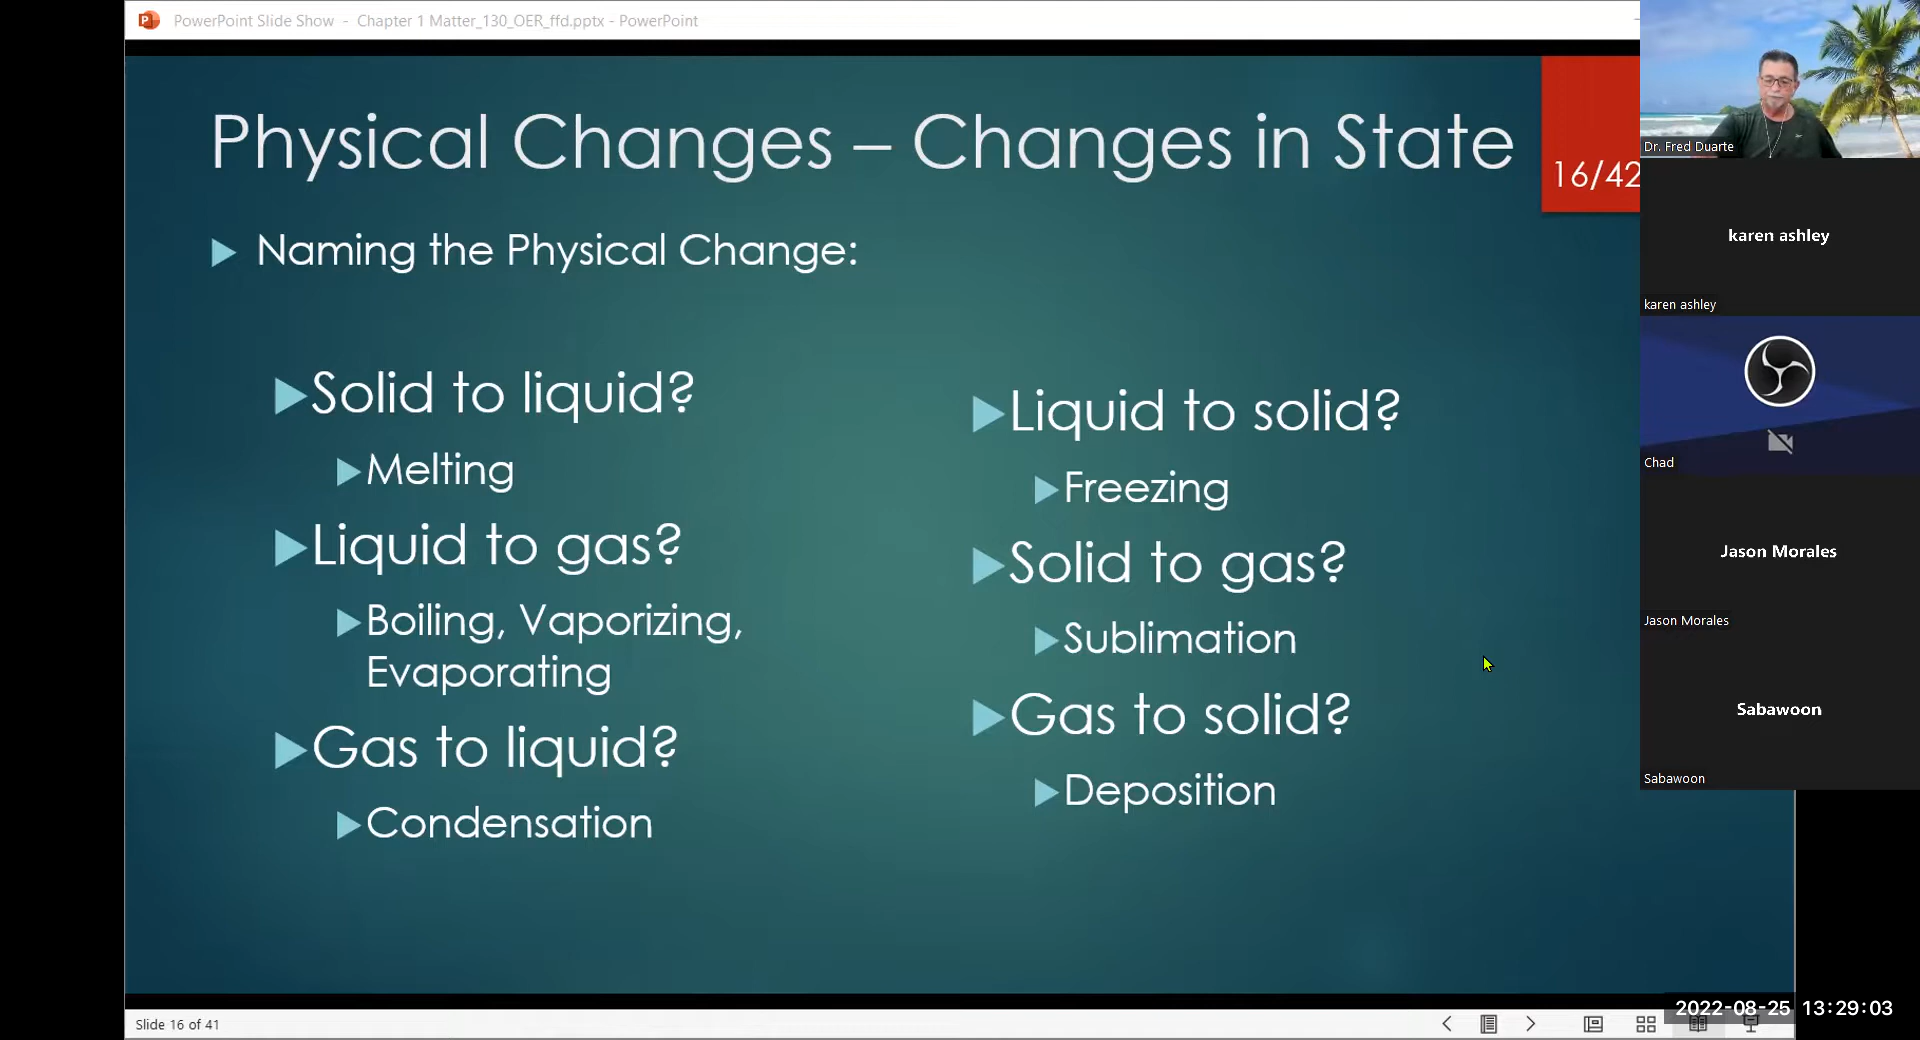 PowerPoint Slide Show - Chapter 1 Matter_130_OER_ffd.pptx - PowerPoint
Physical Changes – Changes in State
16/42
Naming the Physical Change:
Solid to liquid?
Melting
Liquid to gas?
Boiling, Vaporizing,
Evaporating
Gas to liquid?
Condensation
Liquid to solid?
Freezing
Solid to gas?
Sublimation
Gas to solid?
Deposition
Dr. Fred Duarte
karen ashley
karen ashley
Chad
Jason Morales
Jason Morales
Sabawoon
Sabawoon
Slide 16 of 41
2022-08-25 13:29:03